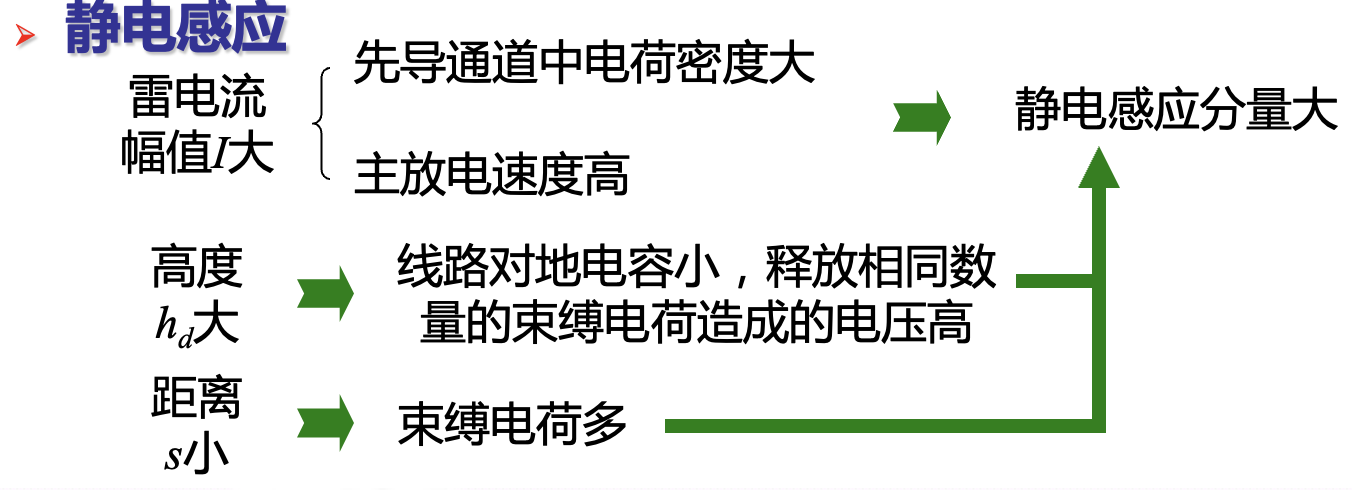 静电感应
雷电流
幅值I大
先导通道中电荷密度大
主放电速度高
静电感应分量大
高度
hd大
线路对地电容小，释放相同数
量的束缚电荷造成的电压高
距离
s小
束缚电荷多